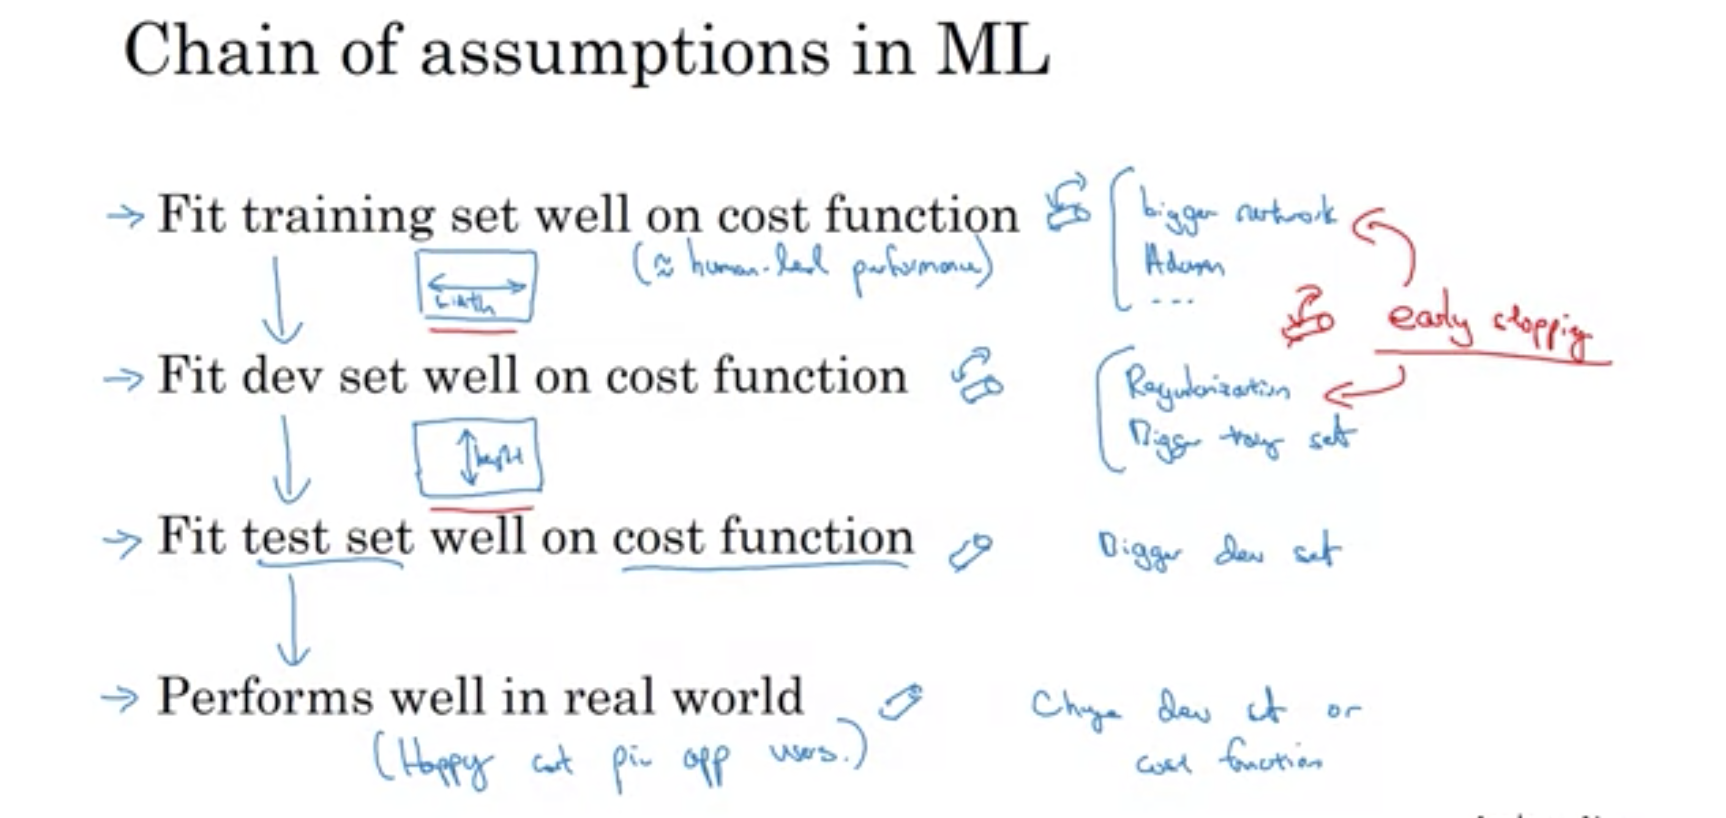 Chain of assumptions in ML
→ Fit training set well on cost function
(≈ human-level performance)
bigger network
Adam
...
width
early stopping
→ Fit dev set well on cost function
Regularization
Bigger training set
height
→ Fit test set well on cost function
Bigger dev set
→ Performs well in real world
(Happy cat pic app users.)
Change dev set or
cost function